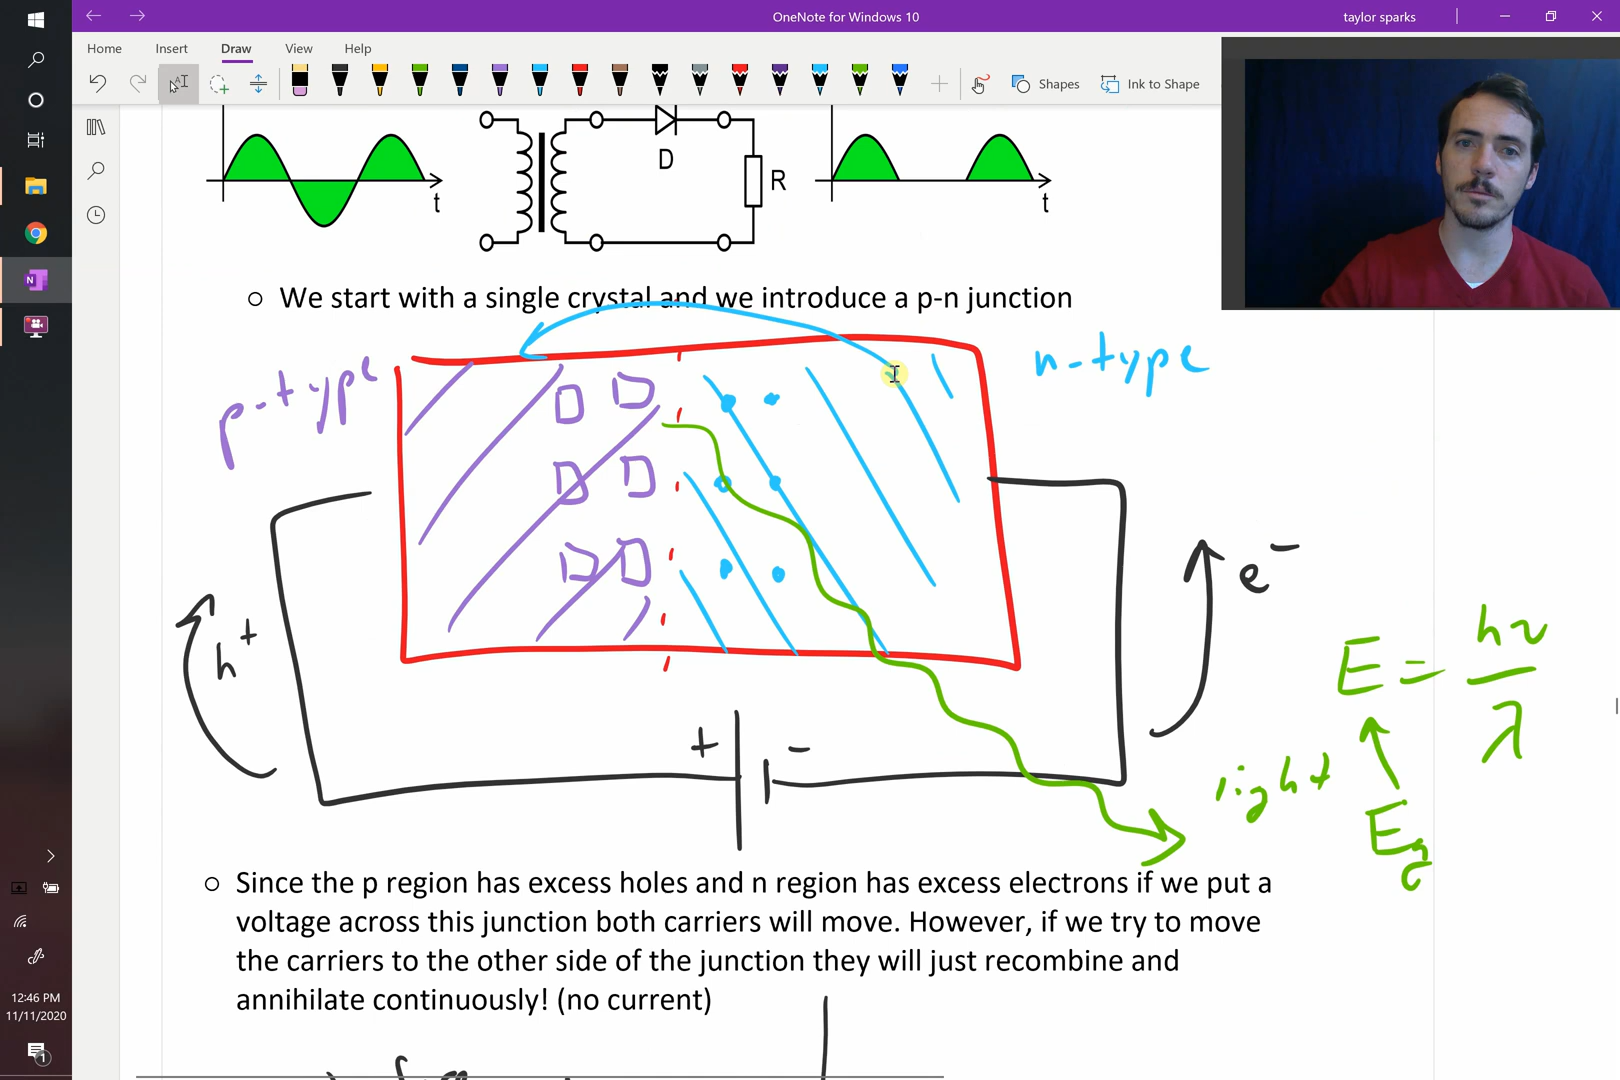 OneNote for Windows 10
taylor sparks
Home Insert Draw View Help
Shapes
Ink to Shape
t
D
R
t
○ We start with a single crystal and we introduce a p-n junction
p-type
n-type
h+
e-
+ -
light
E = hν / λ
Eg
○ Since the p region has excess holes and n region has excess electrons if we put a
voltage across this junction both carriers will move. However, if we try to move
the carriers to the other side of the junction they will just recombine and
annihilate continuously! (no current)
12:46 PM
11/11/2020
1